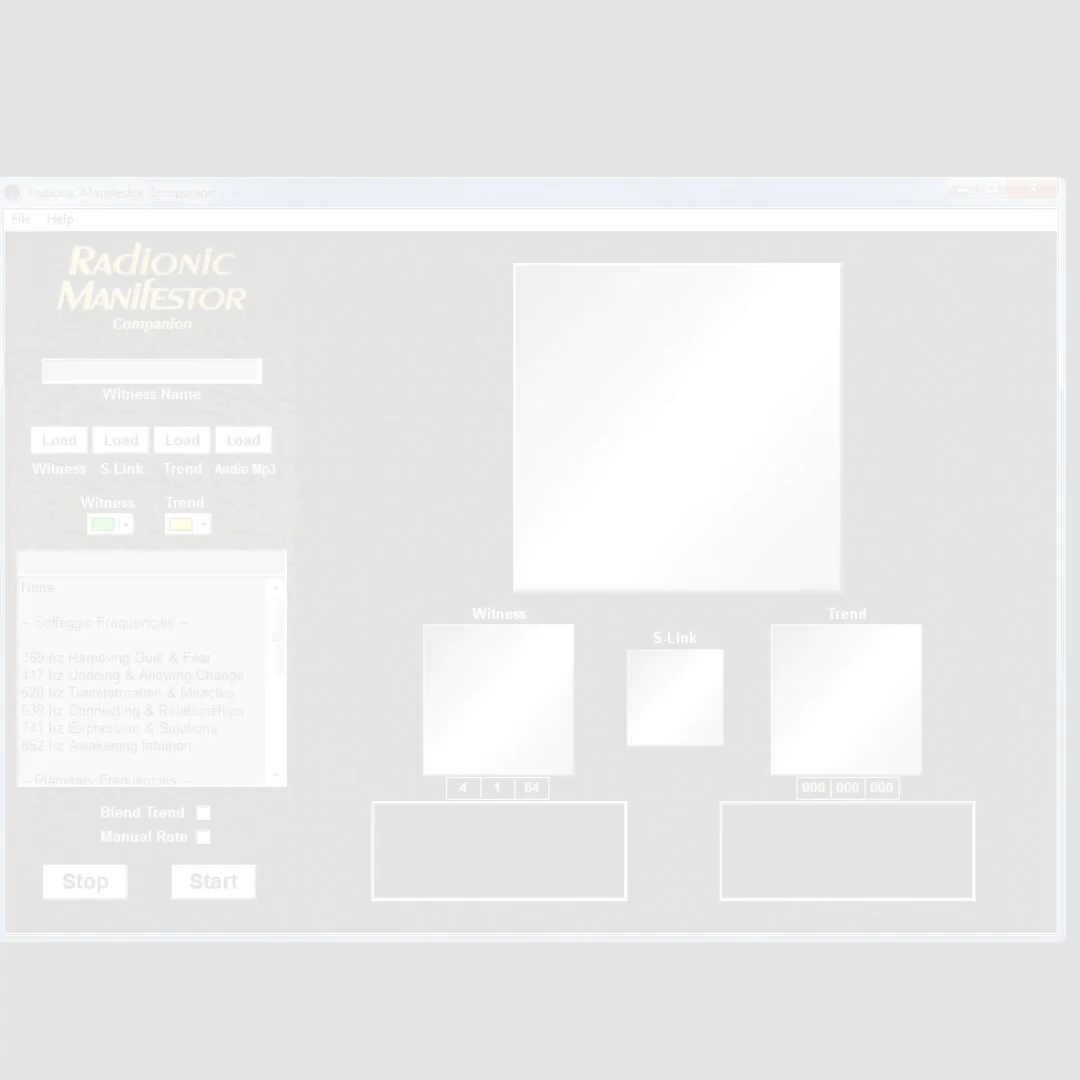 Radionic Manifestor Companion
File Help
RADIONIC
MANIFESTOR
Companion
Witness Name
Load Load Load Load
Witness S-Link Trend Audio Mp3
Witness Trend
None
-- Solfeggio Frequencies --
369 hz Removing Guilt & Fear
417 hz Undoing & Allowing Change
528 hz Transformation & Miracles
639 hz Connecting & Relationships
741 hz Expressive & Solutions
852 hz Awakening Intuition
-- Planetary Frequencies --
Blend Trend
Manual Rate
Stop Start
Witness
S-Link
Trend
4 1 64
000 000 000